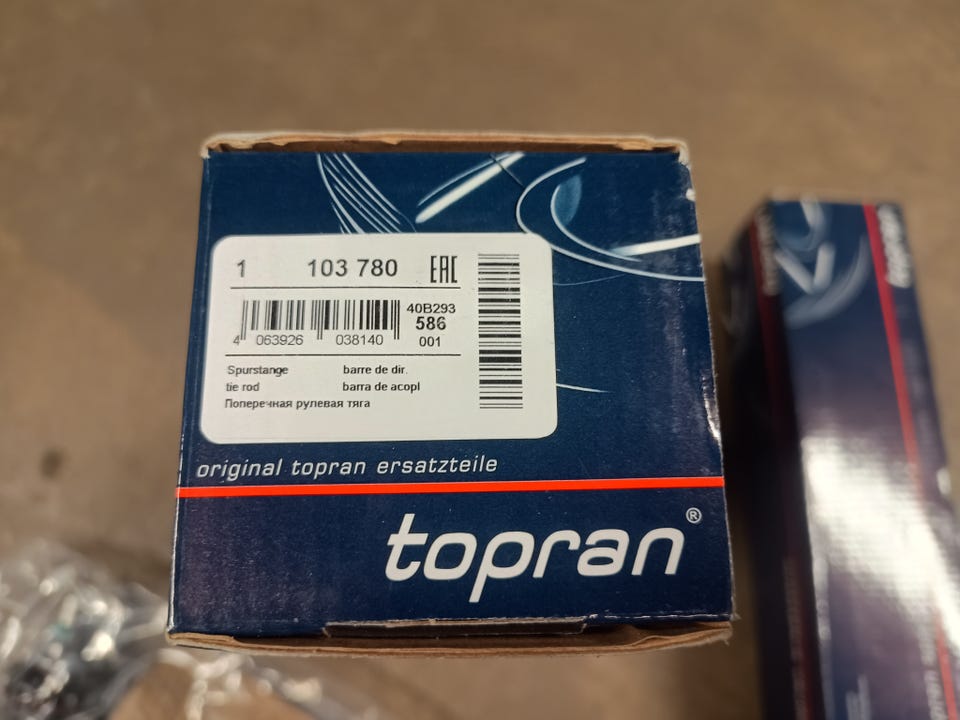 1 103 780 EAC
40B293
586
4 063926 038140 001
Spurstange barre de dir.
tie rod barra de acopl
Поперечная рулевая тяга
original topran ersatzteile
topran®
topran